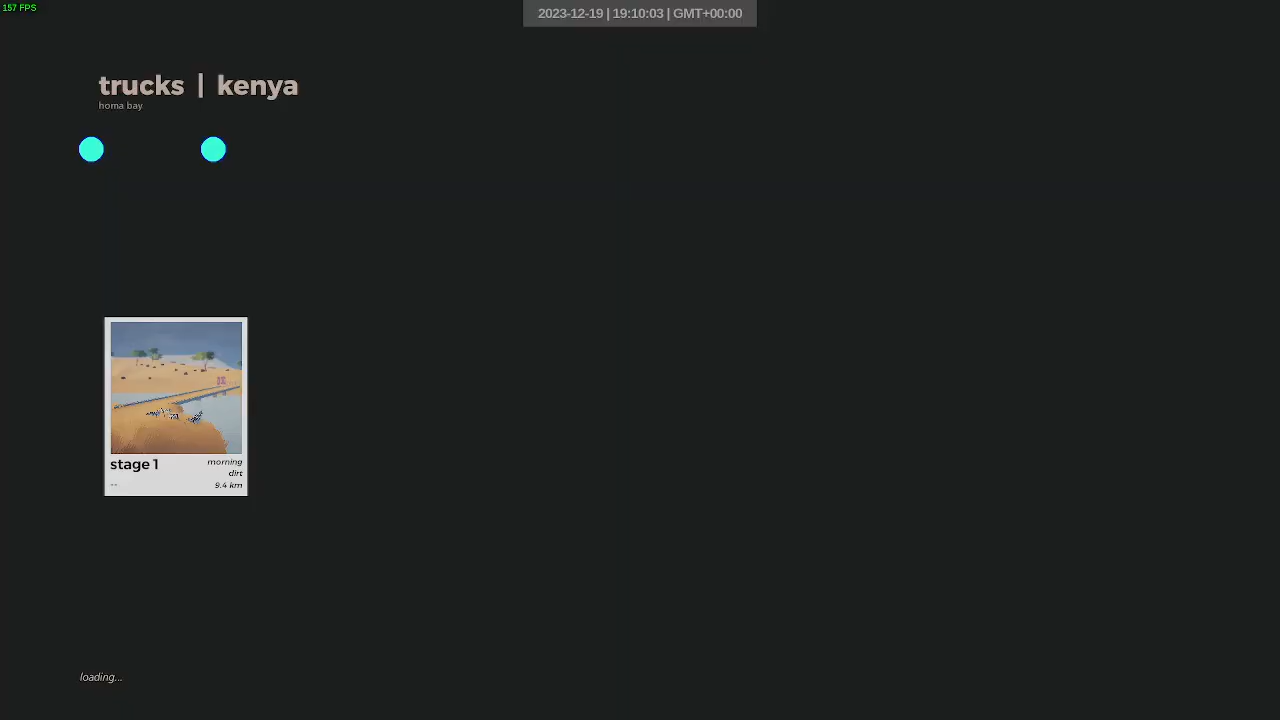 157 FPS
2023-12-19 | 19:10:03 | GMT+00:00
trucks | kenya
homa bay
stage 1
morning
dirt
--
9.4 km
loading...